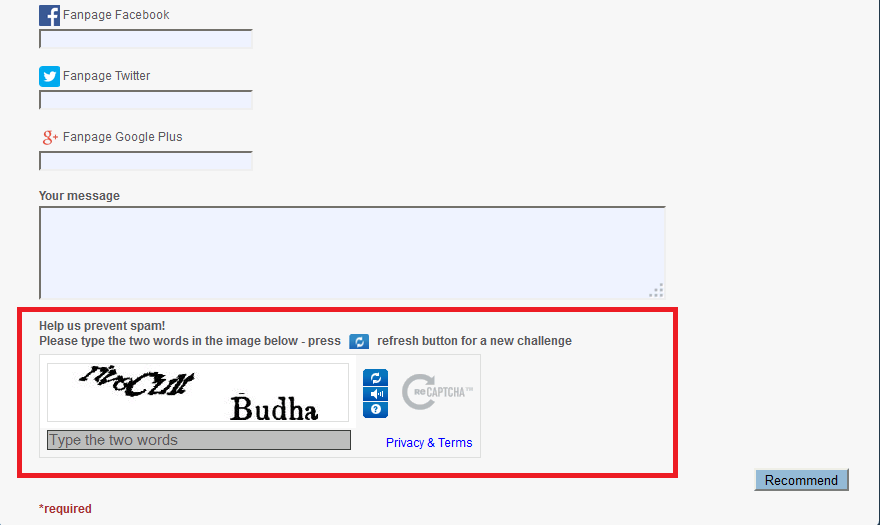 Fanpage Facebook
Fanpage Twitter
g+ Fanpage Google Plus
Your message
Help us prevent spam!
Please type the two words in the image below - press refresh button for a new challenge
Budha
reCAPTCHA™
Type the two words
Privacy & Terms
Recommend
*required